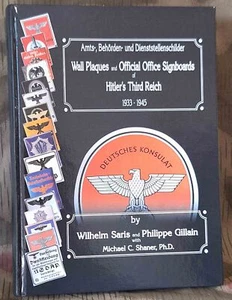 Amts-, Behörden- und Dienststellenschilder
Wall Plaques and Official Office Signboards
of
Hitler's Third Reich
1933 - 1945
DEUTSCHES KONSULAT
by
Wilhelm Saris and Philippe Gillain
with
Michael C. Shaner, Ph.D.